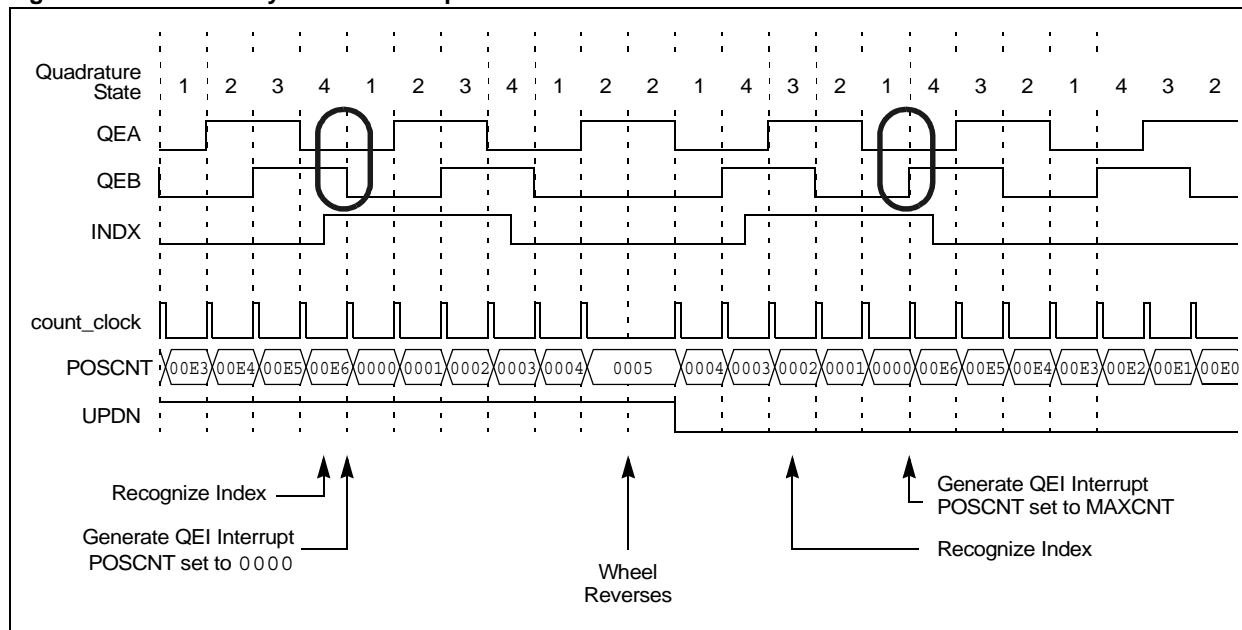 Quadrature
State
1 2 3 4 1 2 3 4 1 2 2 1 4 3 2 1 4 3 2 1 4 3 2
QEA
QEB
INDX
count_clock
POSCNT 00E3 00E4 00E5 00E6 0000 0001 0002 0003 0004 0005 0004 0003 0002 0001 0000 00E6 00E5 00E4 00E3 00E2 00E1 00E0
UPDN
Recognize Index
Generate QEI Interrupt
POSCNT set to 0000
Wheel
Reverses
Generate QEI Interrupt
POSCNT set to MAXCNT
Recognize Index